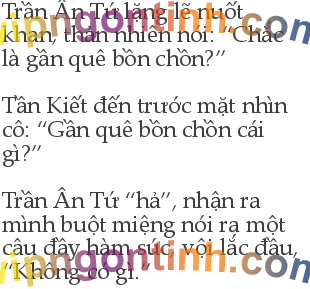 Trần Ân Tứ lặng lẽ nuốt
khan, thản nhiên nói: “Chắc
là gần quê bồn chồn?”
Tân Kiết đến trước mặt nhìn
cô: “Gần quê bồn chồn cái
gì?”
Trần Ân Tứ “hả”, nhận ra
mình buột miệng nói ra một
câu đầy hàm súc, vội lắc đầu,
“Không có gì.”
vipngontinh.com
vipngontinh.com